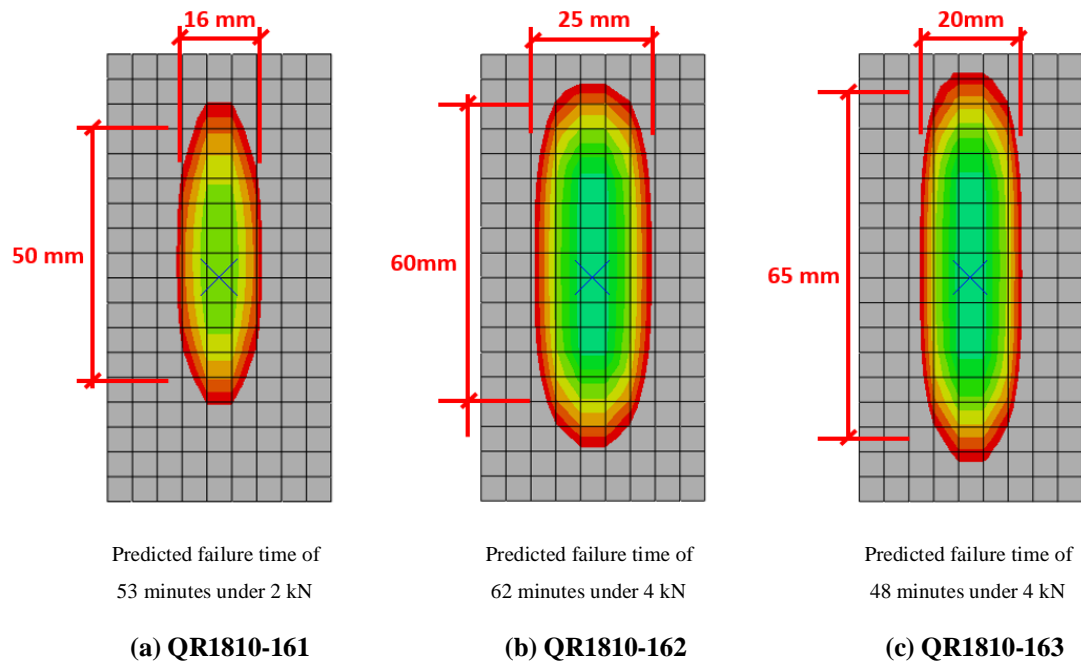 16 mm
25 mm
20mm
50 mm
60mm
65 mm
Predicted failure time of
53 minutes under 2 kN
(a) QR1810-161
Predicted failure time of
62 minutes under 4 kN
(b) QR1810-162
Predicted failure time of
48 minutes under 4 kN
(c) QR1810-163